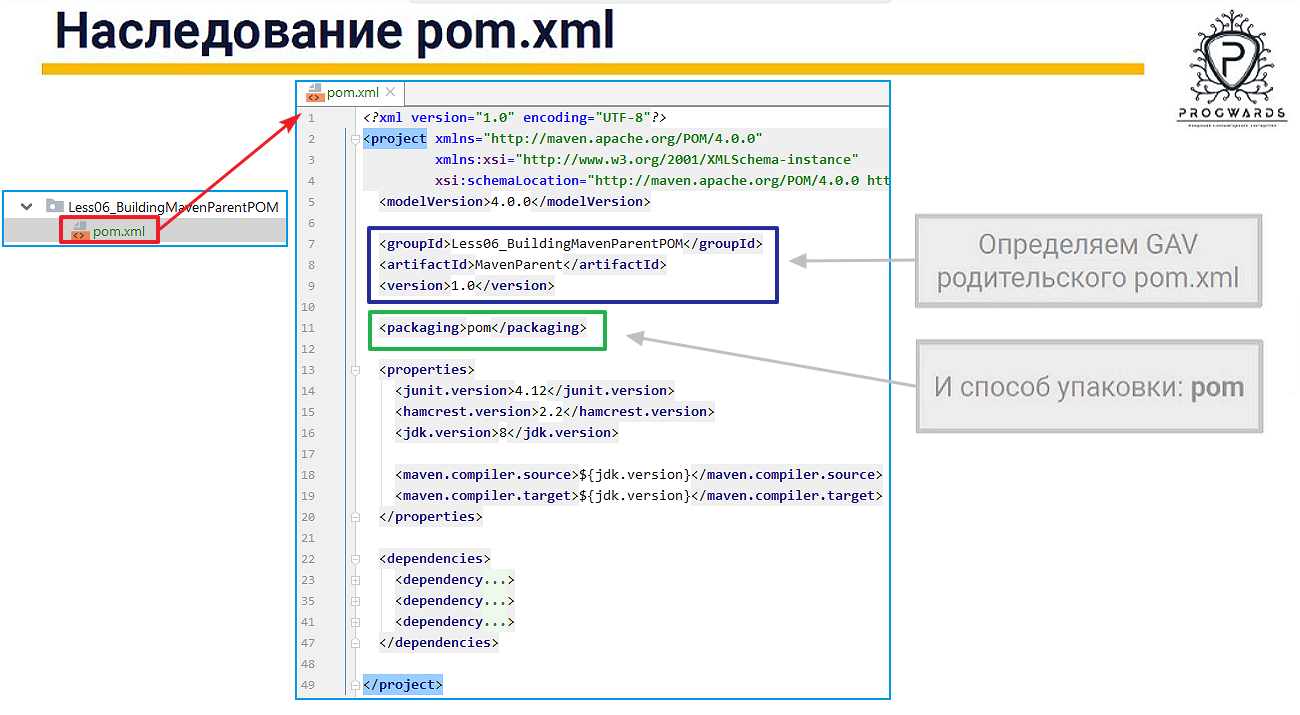 Наследование pom.xml
PROGWARDS
pom.xml
Less06_BuildingMavenParentPOM
pom.xml
1 <?xml version="1.0" encoding="UTF-8"?>
2 <project xmlns="http://maven.apache.org/POM/4.0.0"
3 xmlns:xsi="http://www.w3.org/2001/XMLSchema-instance"
4 xsi:schemaLocation="http://maven.apache.org/POM/4.0.0 htt
5 <modelVersion>4.0.0</modelVersion>
6
7 <groupId>Less06_BuildingMavenParentPOM</groupId>
8 <artifactId>MavenParent</artifactId>
9 <version>1.0</version>
10
11 <packaging>pom</packaging>
12
13 <properties>
14 <junit.version>4.12</junit.version>
15 <hamcrest.version>2.2</hamcrest.version>
16 <jdk.version>8</jdk.version>
17
18 <maven.compiler.source>${jdk.version}</maven.compiler.source>
19 <maven.compiler.target>${jdk.version}</maven.compiler.target>
20 </properties>
21
22 <dependencies>
23 <dependency...>
35 <dependency...>
41 <dependency...>
47 </dependencies>
48
49 </project>
Определяем GAV
родительского pom.xml
И способ упаковки: pom